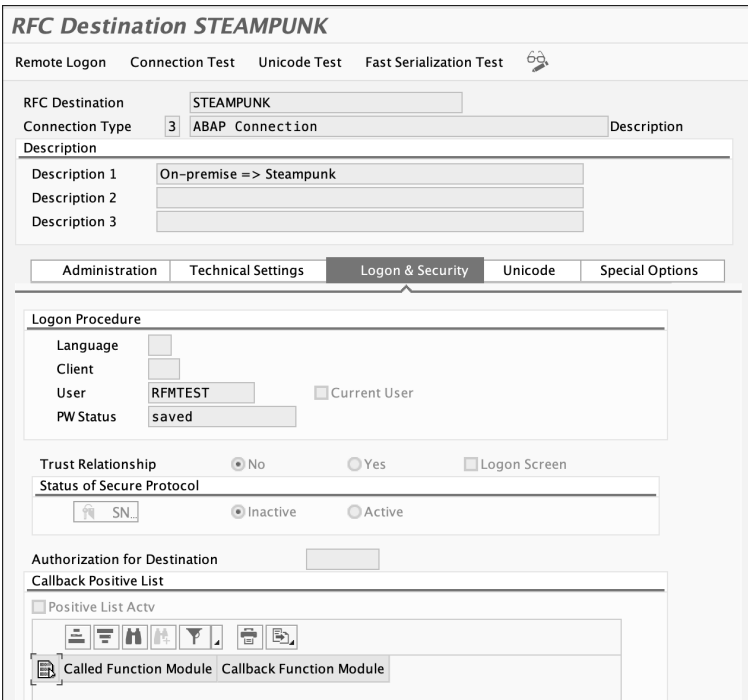 RFC Destination STEAMPUNK
Remote Logon Connection Test Unicode Test Fast Serialization Test
RFC Destination STEAMPUNK
Connection Type 3 ABAP Connection Description
Description
Description 1 On-premise => Steampunk
Description 2
Description 3
Administration Technical Settings Logon & Security Unicode Special Options
Logon Procedure
Language
Client
User RFMTEST Current User
PW Status saved
Trust Relationship No Yes Logon Screen
Status of Secure Protocol
SN... Inactive Active
Authorization for Destination
Callback Positive List
Positive List Actv
Called Function Module Callback Function Module